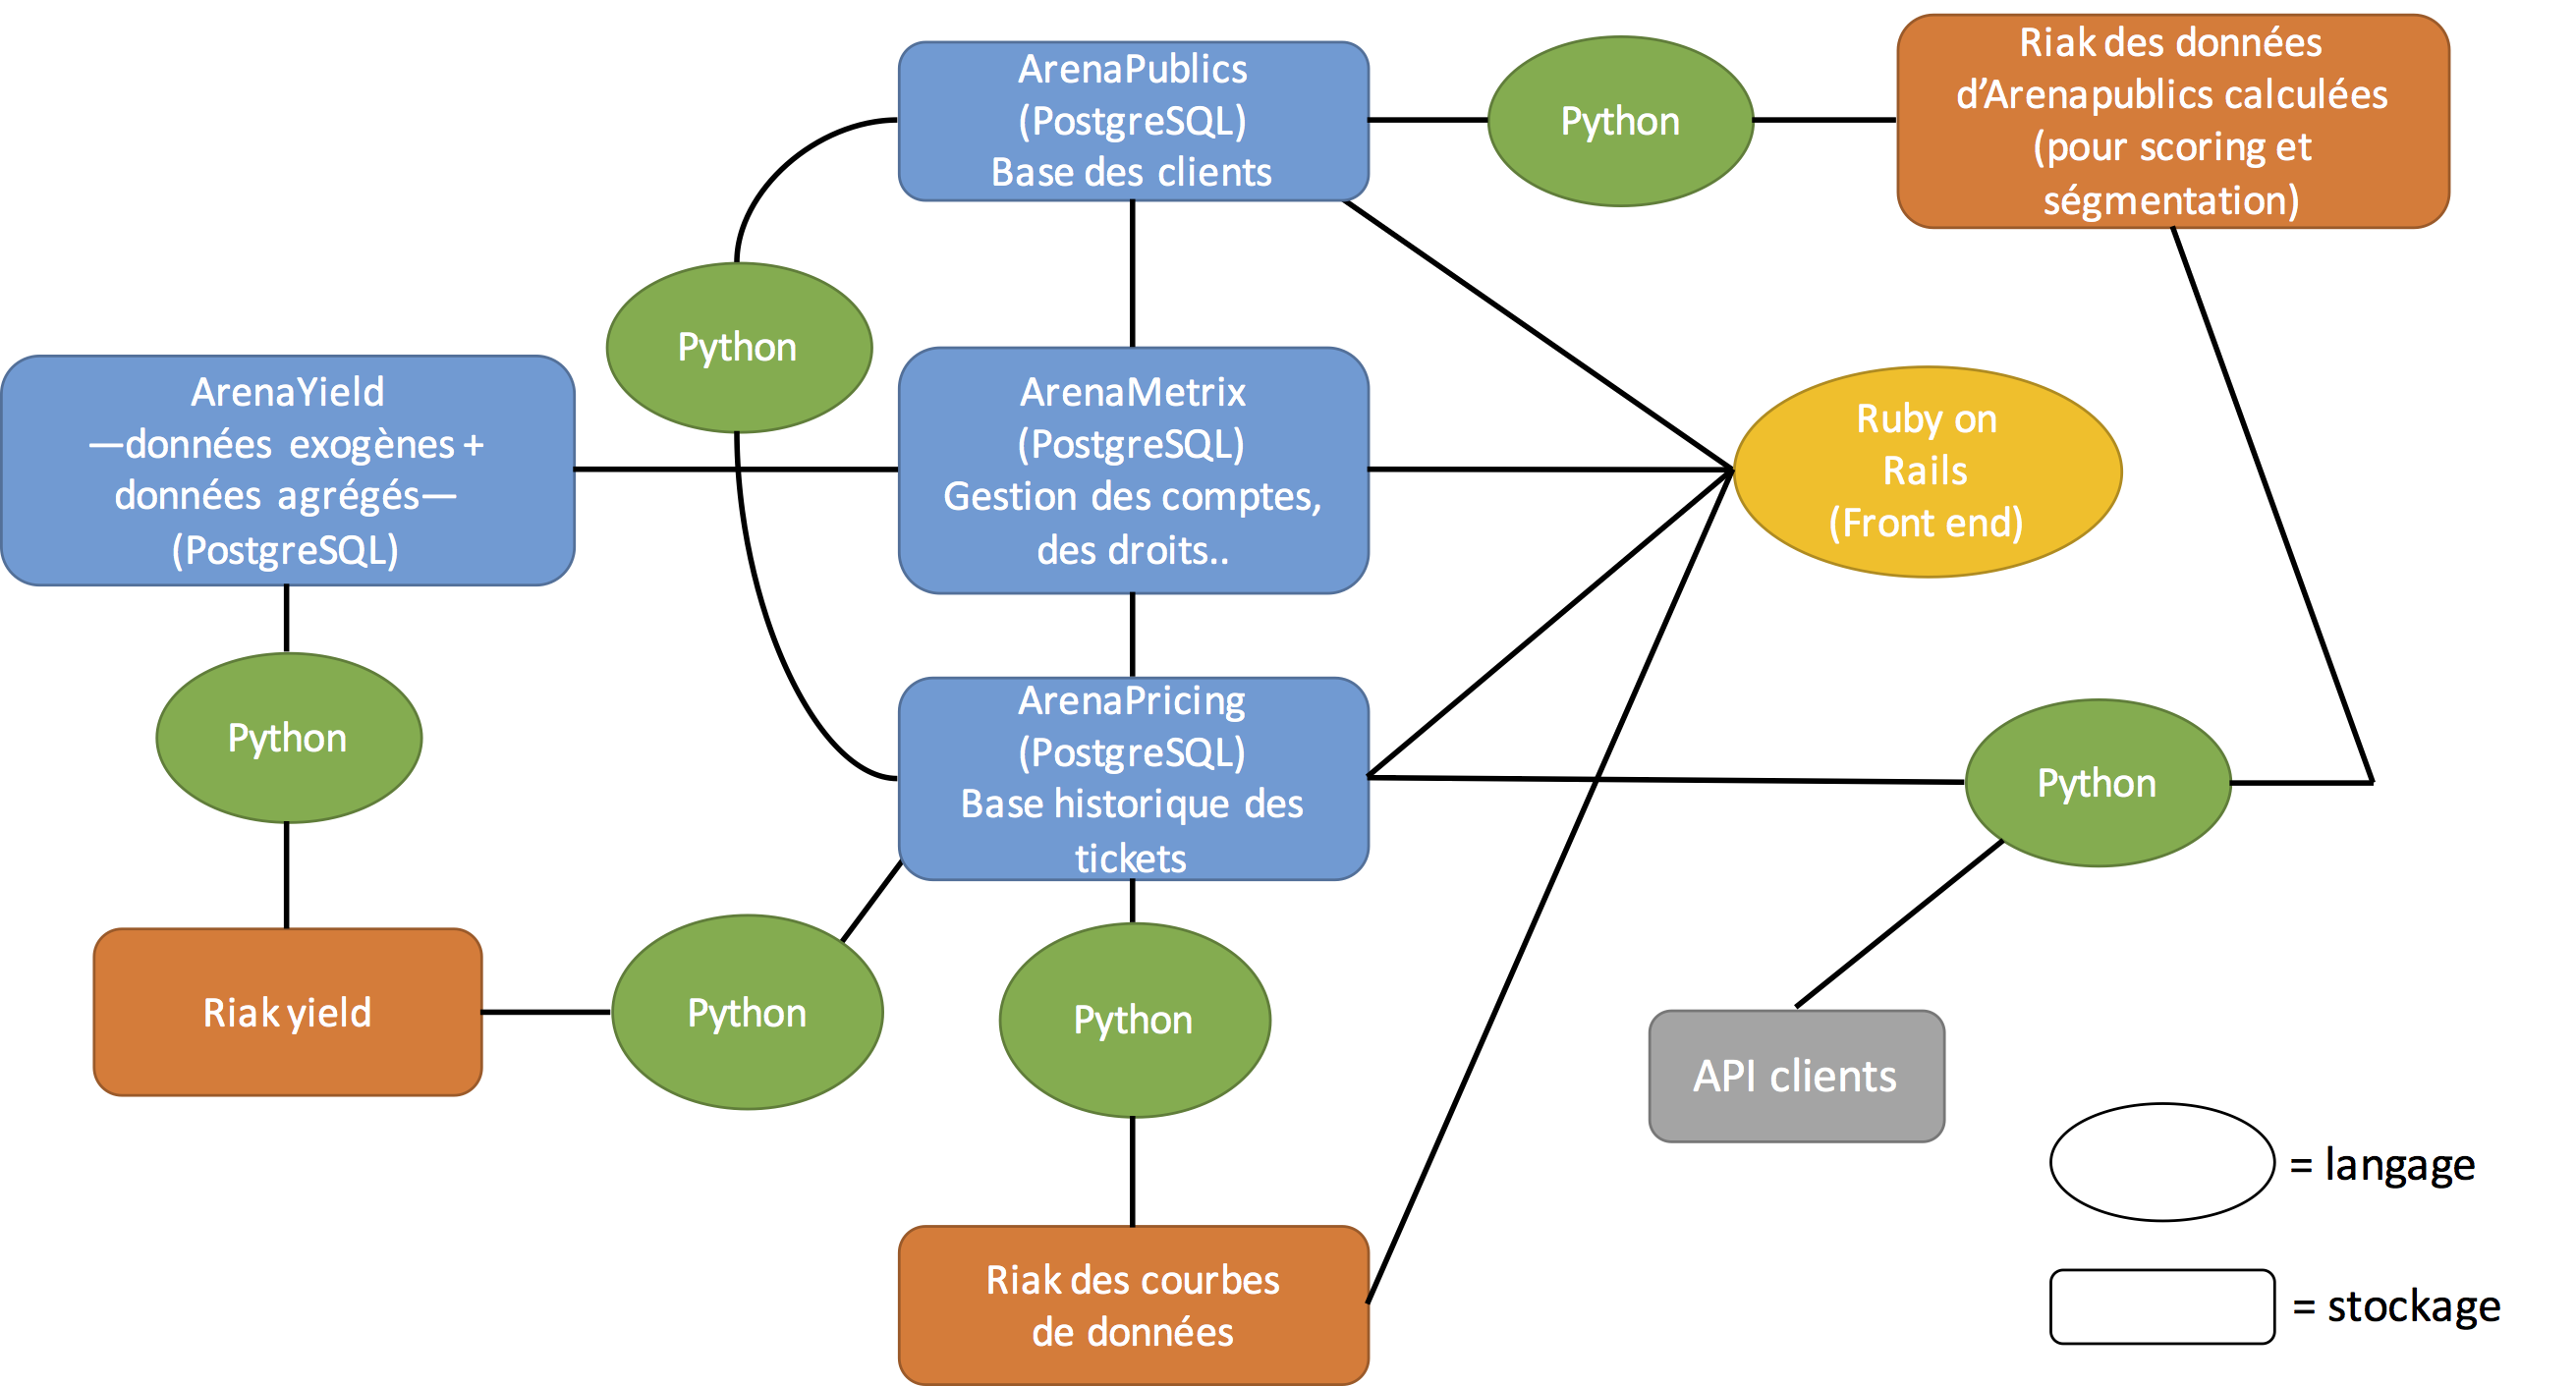 ArenaPublics
(PostgreSQL)
Base des clients
Python
Riak des données
d’Arenapublics calculées
(pour scoring et
ségmentation)
Python
ArenaYield
—données exogènes +
données agrégés—
(PostgreSQL)
ArenaMetrix
(PostgreSQL)
Gestion des comptes,
des droits..
Ruby on
Rails
(Front end)
Python
ArenaPricing
(PostgreSQL)
Base historique des
tickets
Python
Riak yield
Python
Python
API clients
= langage
Riak des courbes
de données
= stockage